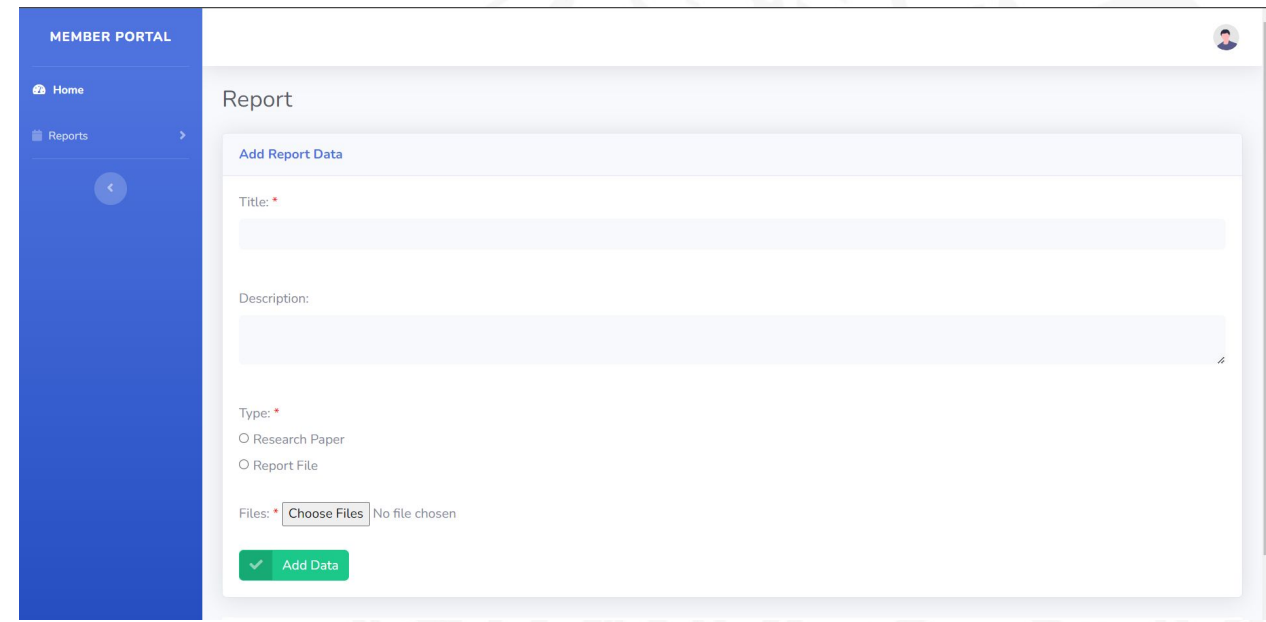 MEMBER PORTAL
Home
Reports
Report
Add Report Data
Title: *
Description:
Type: *
Research Paper
Report File
Files: * Choose Files No file chosen
Add Data